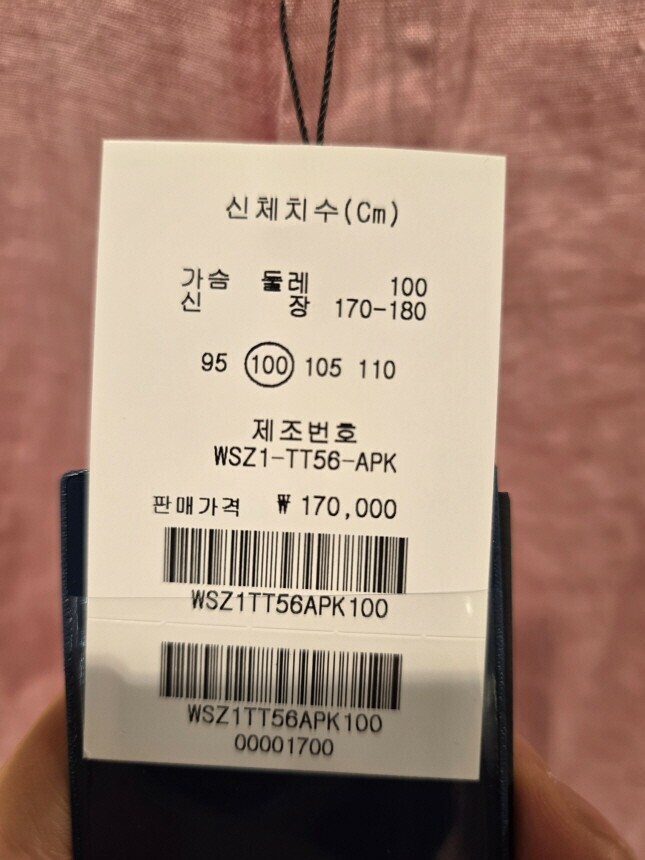 신체치수(Cm)
가슴 둘레 100
신 장 170-180
95 100 105 110
제조번호
WSZ1-TT56-APK
판매가격 ₩ 170,000
WSZ1TT56APK100
WSZ1TT56APK100
00001700